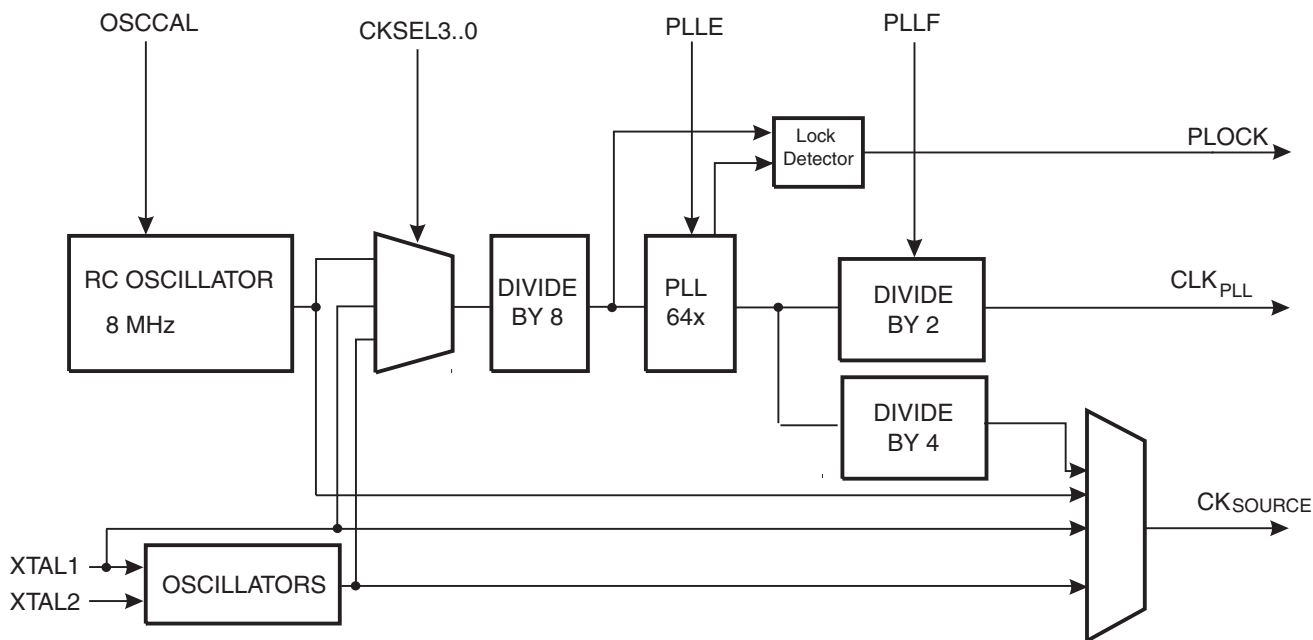 OSCCAL
CKSEL3..0
PLLE
PLLF
Lock
Detector
PLOCK
RC OSCILLATOR
8 MHz
DIVIDE
BY 8
PLL
64x
DIVIDE
BY 2
CLKPLL
DIVIDE
BY 4
CKSOURCE
XTAL1
XTAL2
OSCILLATORS